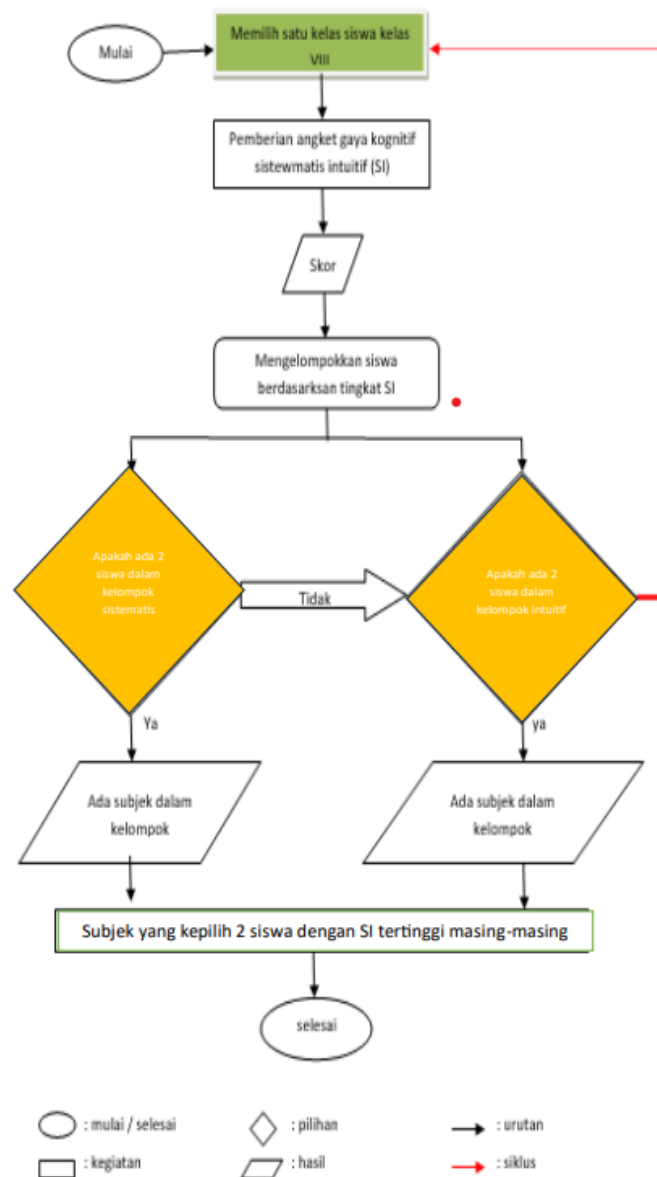 Mulai
Memilih satu kelas siswa kelas
VIII
Pemberian angket gaya kognitif
sistewmatis intuitif (SI)
Skor
Mengelompokkan siswa
berdasarksan tingkat SI
Apakah ada 2
siswa dalam
kelompok
sistematis
Tidak
Apakah ada 2
siswa dalam
kelompok intuitif
Ya
ya
Ada subjek dalam
kelompok
Ada subjek dalam
kelompok
Subjek yang kepilih 2 siswa dengan SI tertinggi masing-masing
selesai
: mulai / selesai
: pilihan
: urutan
: kegiatan
: hasil
: siklus